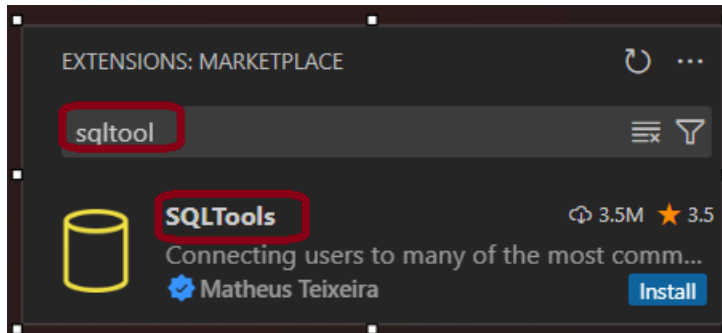 EXTENSIONS: MARKETPLACE
sqltool
SQLTools 3.5M 3.5
Connecting users to many of the most comm...
Matheus Teixeira Install